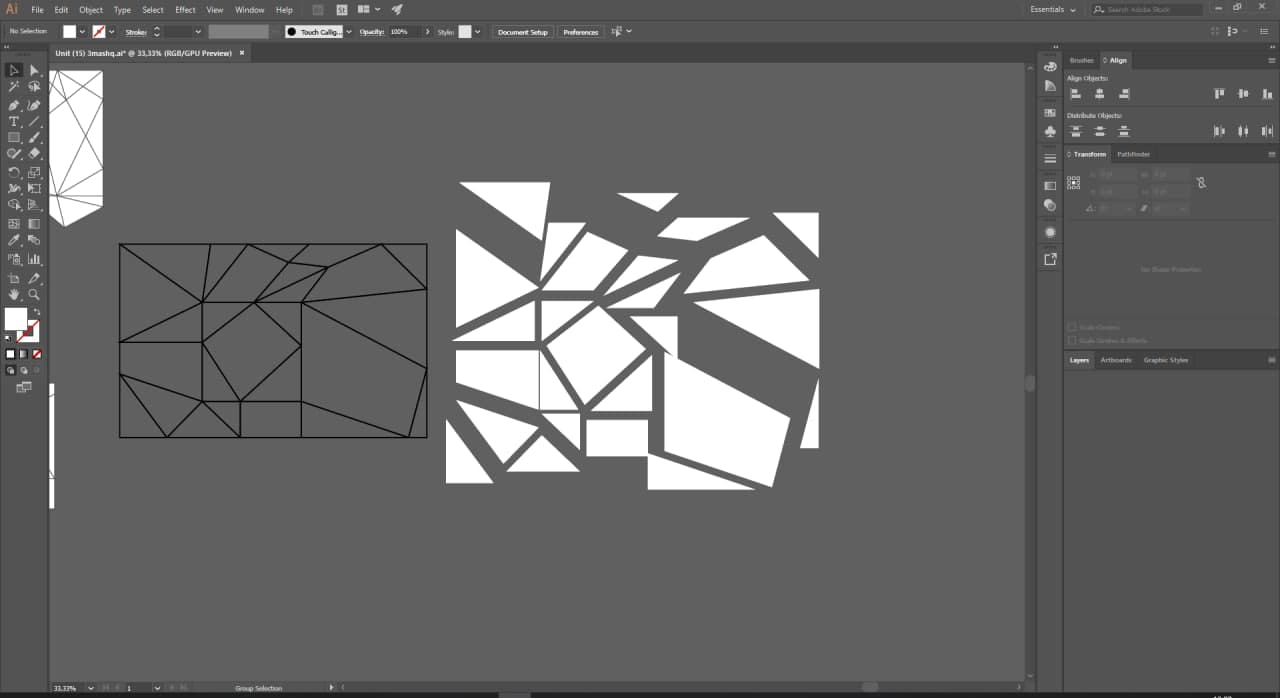 Ai File Edit Object Type Select Effect View Window Help Br St Essentials Search Adobe Stock
No Selection Stroke: Touch Callig... Opacity: 100% Style: Document Setup Preferences
Unit (15) 3mashq.ai* @ 33,33% (RGB/GPU Preview) ×
Brushes Align
Align Objects:
Distribute Objects:
Transform Pathfinder
No Shape Properties
Scale Corners
Scale Strokes & Effects
Layers Artboards Graphic Styles
33,33% 1 Group Selection